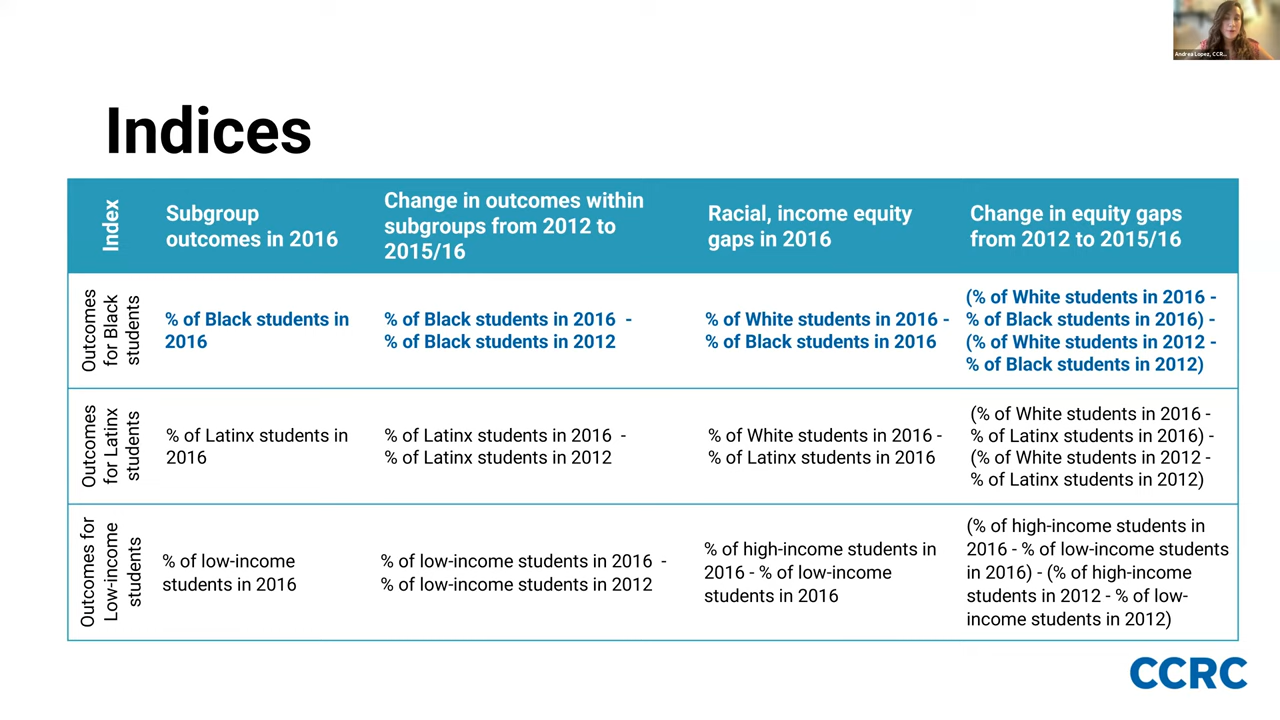 Andrea Lopez, CCR...
Indices
Index
Subgroup
outcomes in 2016
Change in outcomes within
subgroups from 2012 to
2015/16
Racial, income equity
gaps in 2016
Change in equity gaps
from 2012 to 2015/16
Outcomes
for Black
students
% of Black students in
2016
% of Black students in 2016 -
% of Black students in 2012
% of White students in 2016 -
% of Black students in 2016
(% of White students in 2016 -
% of Black students in 2016) -
(% of White students in 2012 -
% of Black students in 2012)
Outcomes
for Latinx
students
% of Latinx students in
2016
% of Latinx students in 2016 -
% of Latinx students in 2012
% of White students in 2016 -
% of Latinx students in 2016
(% of White students in 2016 -
% of Latinx students in 2016) -
(% of White students in 2012 -
% of Latinx students in 2012)
Outcomes for
Low-income
students
% of low-income
students in 2016
% of low-income students in 2016 -
% of low-income students in 2012
% of high-income students in
2016 - % of low-income
students in 2016
(% of high-income students in
2016 - % of low-income students
in 2016) - (% of high-income
students in 2012 - % of low-
income students in 2012)
CCRC